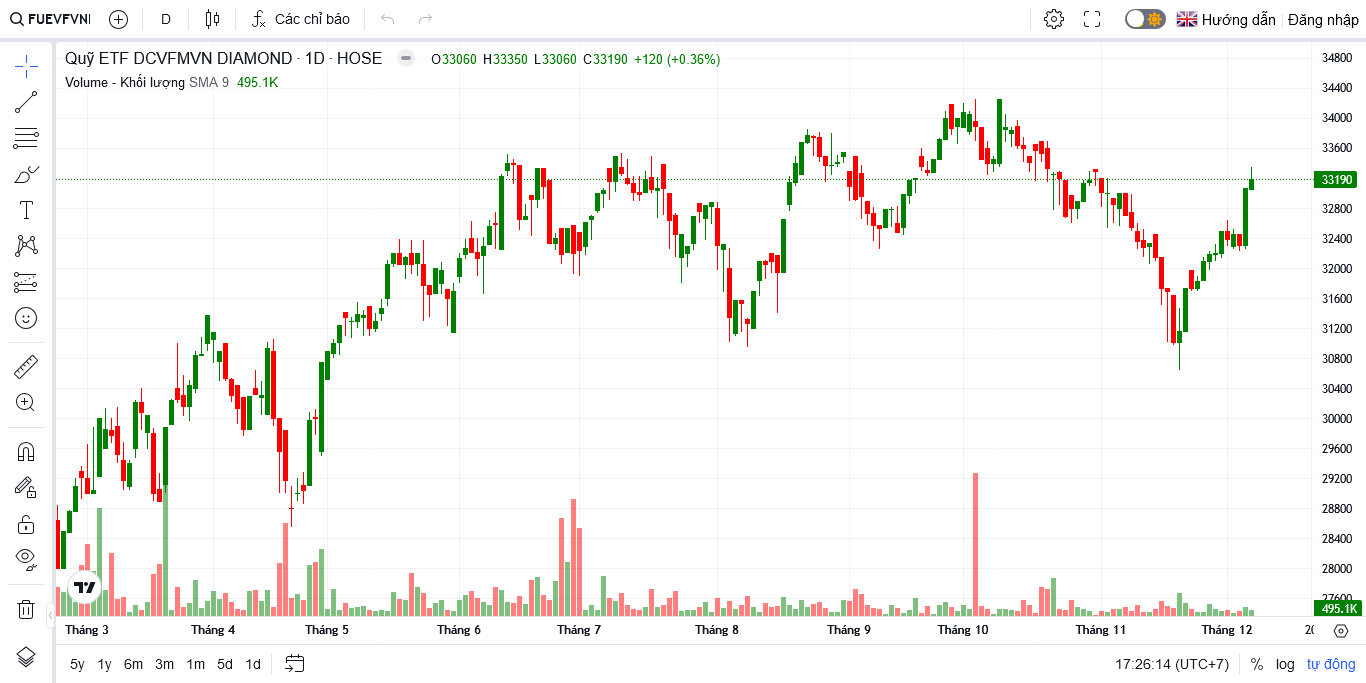 FUEVFVNI
D
Các chỉ báo
Hướng dẫn
Đăng nhập
Quỹ ETF DCVFMVN DIAMOND · 1D · HOSE
O33060 H33350 L33060 C33190 +120 (+0.36%)
Volume - Khối lượng SMA 9 495.1K
34800
34400
34000
33600
33190
32800
32400
32000
31600
31200
30800
30400
30000
29600
29200
28800
28400
28000
27600
495.1K
Tháng 3 Tháng 4 Tháng 5 Tháng 6 Tháng 7 Tháng 8 Tháng 9 Tháng 10 Tháng 11 Tháng 12
5y 1y 6m 3m 1m 5d 1d
17:26:14 (UTC+7) % log tự động